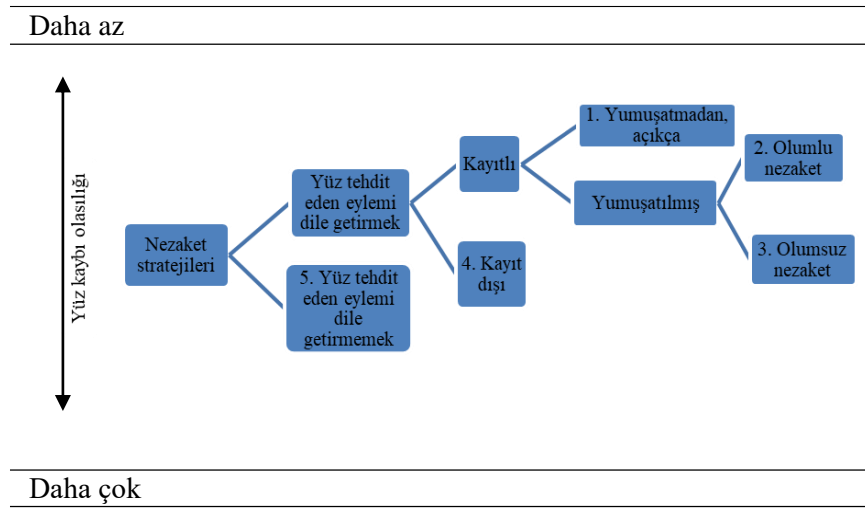 Daha az
Yüz kaybı olasılığı
Nezaket
stratejileri
Yüz tehdit
eden eylemi
dile getirmek
5. Yüz tehdit
eden eylemi
dile
getirmemek
Kayıtlı
4. Kayıt
dışı
1. Yumuşatmadan,
açıkça
Yumuşatılmış
2. Olumlu
nezaket
3. Olumsuz
nezaket
Daha çok